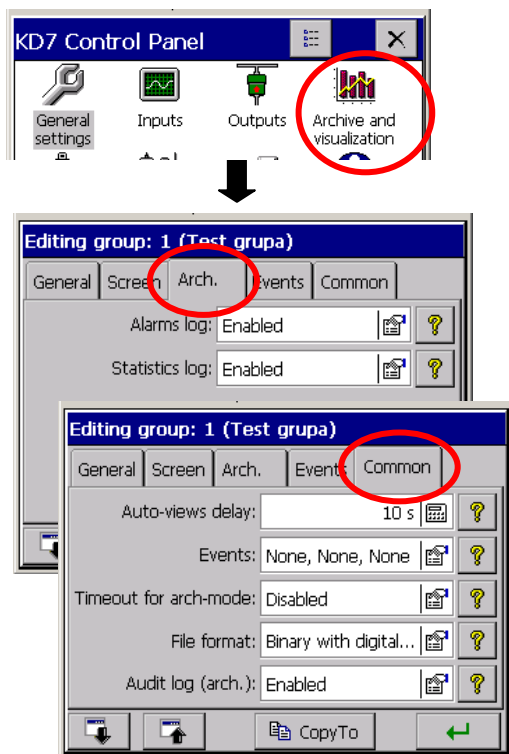 KD7 Control Panel
General settings
Inputs
Outputs
Archive and visualization
Editing group: 1 (Test grupa)
General Screen Arch. Events Common
Alarms log: Enabled
Statistics log: Enabled
Editing group: 1 (Test grupa)
General Screen Arch. Events Common
Auto-views delay: 10 s
Events: None, None, None
Timeout for arch-mode: Disabled
File format: Binary with digital...
Audit log (arch.): Enabled
CopyTo